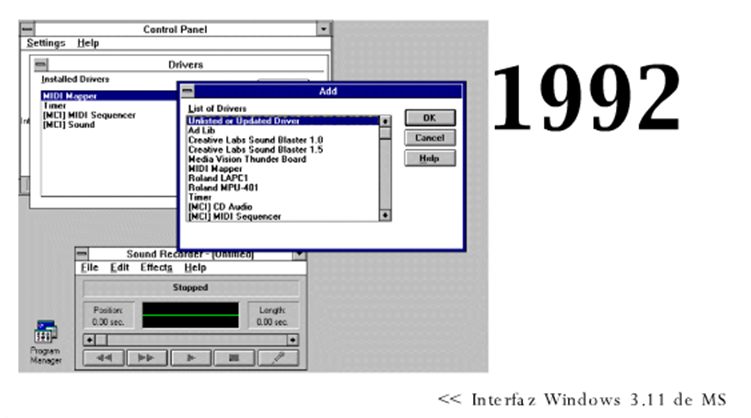 Control Panel
Settings Help
Drivers
Installed Drivers
MIDI Mapper
Timer
[MCI] MIDI Sequencer
[MCI] Sound
Add
List of Drivers
Unlisted or Updated Driver
Ad Lib
Creative Labs Sound Blaster 1.0
Creative Labs Sound Blaster 1.5
Media Vision Thunder Board
MIDI Mapper
Roland LAPC1
Roland MPU-401
Timer
[MCI] CD Audio
[MCI] MIDI Sequencer
OK
Cancel
Help
1992
Sound Recorder - [Untitled]
File Edit Effects Help
Stopped
Position:
0.00 sec.
Length:
0.00 sec.
Program
Manager
<< Interfaz Windows 3.11 de MS